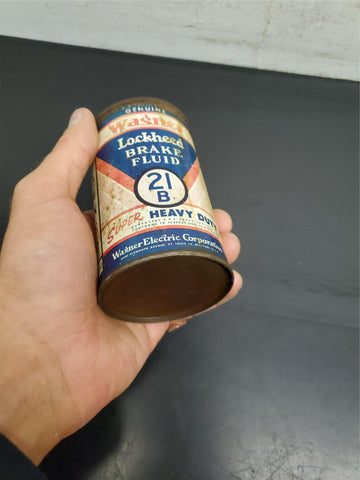 GENUINE
Wagner
Lockheed
BRAKE
FLUID
21
B
SUPER HEAVY DUTY
Wagner Electric Corporation